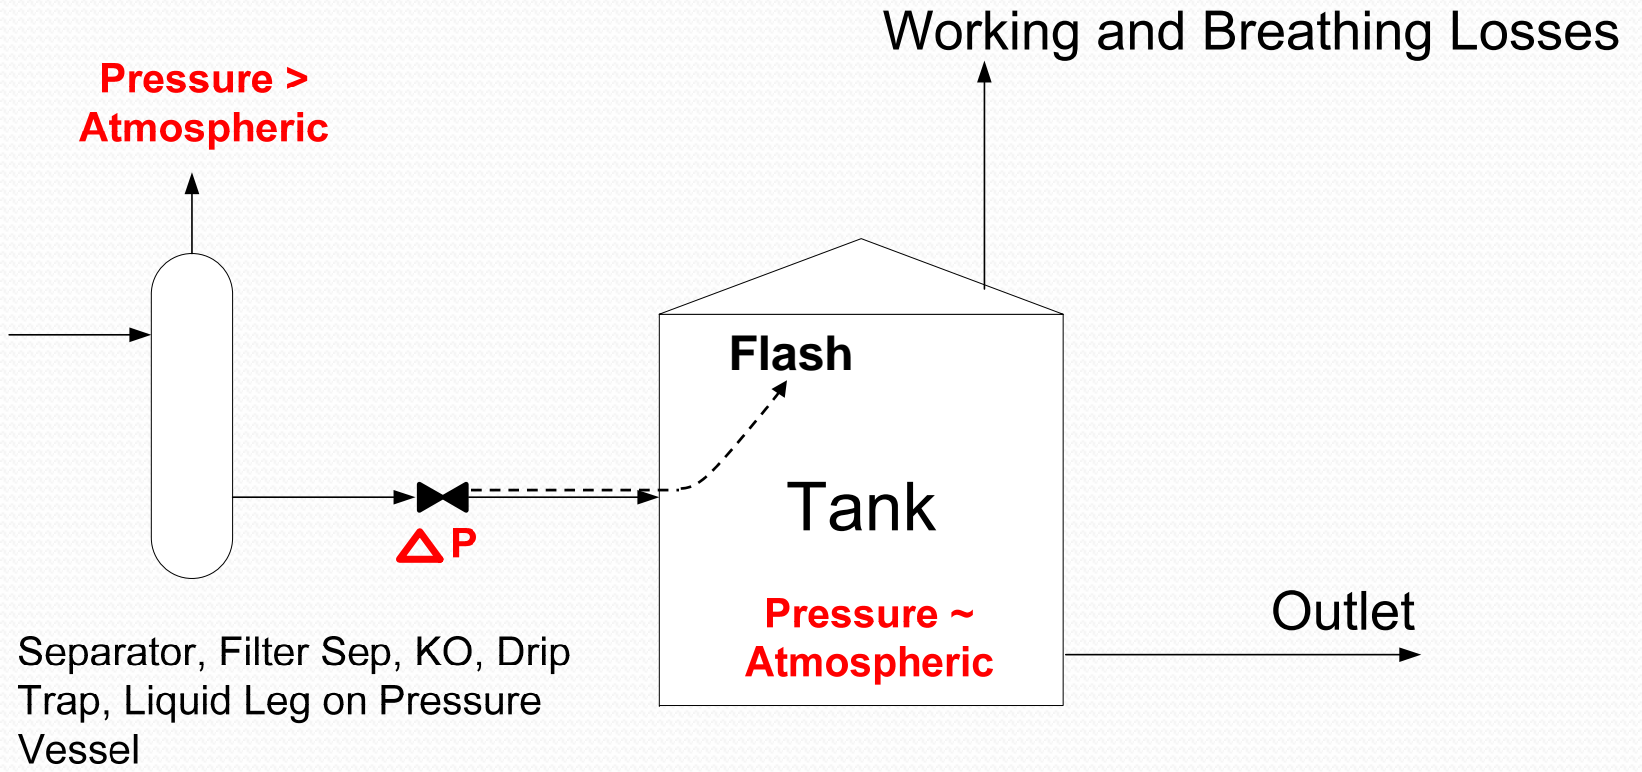 Working and Breathing Losses
Pressure >
Atmospheric
Flash
Tank
△ P
Pressure ~
Atmospheric
Outlet
Separator, Filter Sep, KO, Drip
Trap, Liquid Leg on Pressure
Vessel